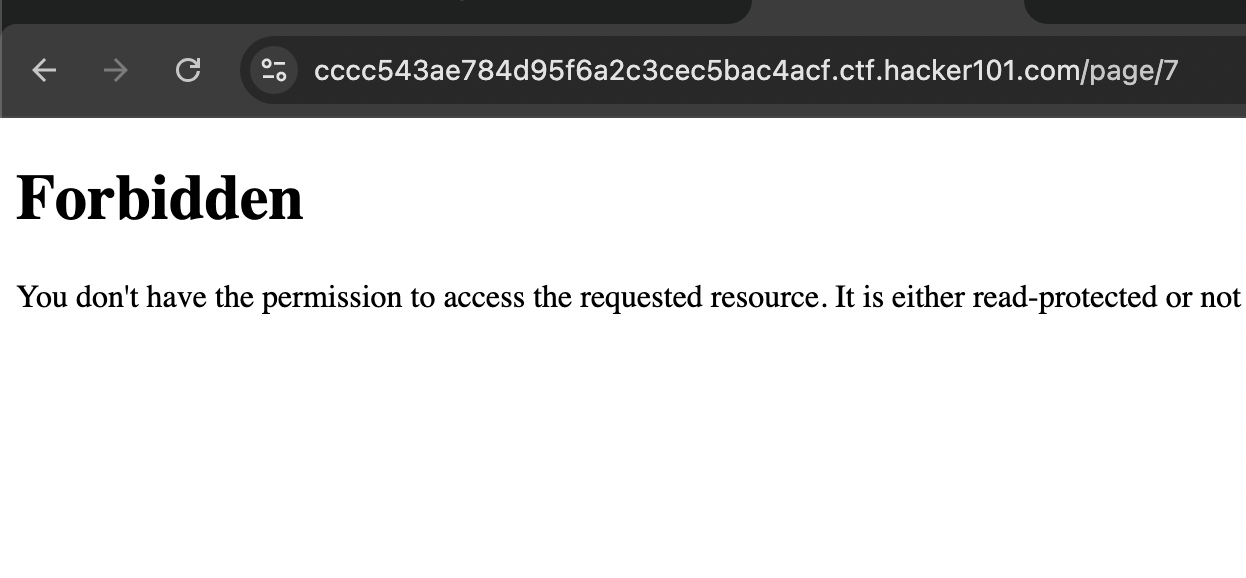 cccc543ae784d95f6a2c3cec5bac4acf.ctf.hacker101.com/page/7
Forbidden
You don't have the permission to access the requested resource. It is either read-protected or not